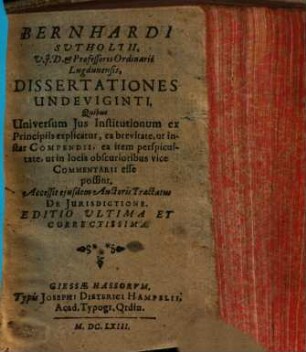 BERNHARDI
SUTHOLTII,
V.J.D. & Professoris Ordinarii
Lugdunensis,
DISSERTATIONES
UNDEVIGINTI,
Quibus
Universum Jus Institutionum ex
Principiis explicatur, ea brevitate, ut in-
star COMPENDII: ea item perspicui-
tate, ut in locis obscurioribus vice
COMMENTARII esse
possint.
Accessit ejusdem Auctoris Tractatus
DE JURISDICTIONE.
EDITIO ULTIMA ET
CORRECTISSIMA.
GIESSÆ HASSORUM,
Typis JOSEPHI DIETERICI HAMPELII,
Acad. Typogr. Ordin.
M. DC. LXIII.